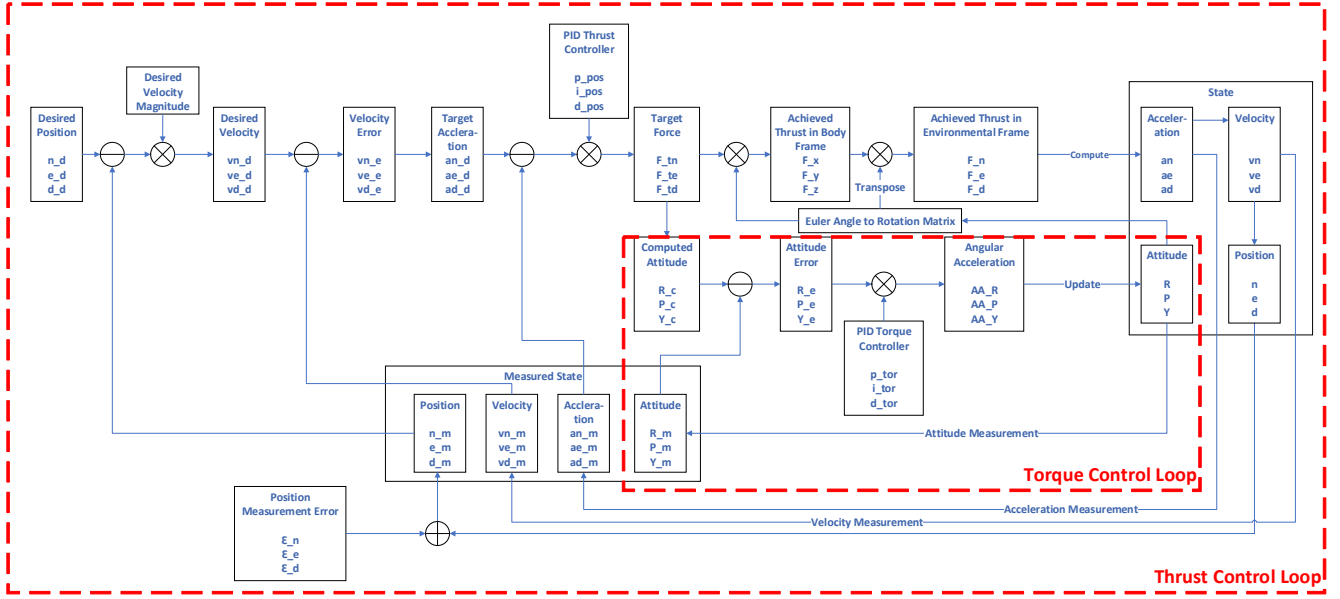 PID Thrust
Controller
p_pos
i_pos
d_pos
Desired
Velocity
Magnitude
Desired
Position
n_d
e_d
d_d
Desired
Velocity
vn_d
ve_d
vd_d
Velocity
Error
vn_e
ve_e
vd_e
Target
Acclera-
tion
an_d
ae_d
ad_d
Target
Force
F_tn
F_te
F_td
Achieved
Thrust in Body
Frame
F_x
F_y
F_z
Transpose
Achieved Thrust in
Environmental Frame
F_n
F_e
F_d
Compute
State
Acceler-
ation
an
ae
ad
Velocity
vn
ve
vd
Euler Angle to Rotation Matrix
Computed
Attitude
R_c
P_c
Y_c
Attitude
Error
R_e
P_e
Y_e
Angular
Acceleration
AA_R
AA_P
AA_Y
Update
Attitude
R
P
Y
Position
n
e
d
PID Torque
Controller
p_tor
i_tor
d_tor
Measured State
Position
n_m
e_m
d_m
Velocity
vn_m
ve_m
vd_m
Acclera-
tion
an_m
ae_m
ad_m
Attitude
R_m
P_m
Y_m
Attitude Measurement
Torque Control Loop
Position
Measurement Error
Ɛ_n
Ɛ_e
Ɛ_d
Acceleration Measurement
Velocity Measurement
Thrust Control Loop